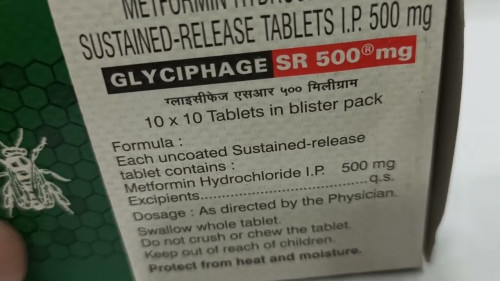 METFORMIN HYDROC
SUSTAINED-RELEASE TABLETS I.P. 500 mg
GLYCIPHAGE SR 500® mg
ग्लाइसीफेज एसआर ५०० मिलीग्राम
10 x 10 Tablets in blister pack
Formula :
Each uncoated Sustained-release
tablet contains :
Metformin Hydrochloride I.P. 500 mg
Excipients..............................q.s.
Dosage : As directed by the Physician.
Swallow whole tablet.
Do not crush or chew the tablet.
Keep out of reach of children.
Protect from heat and moisture.